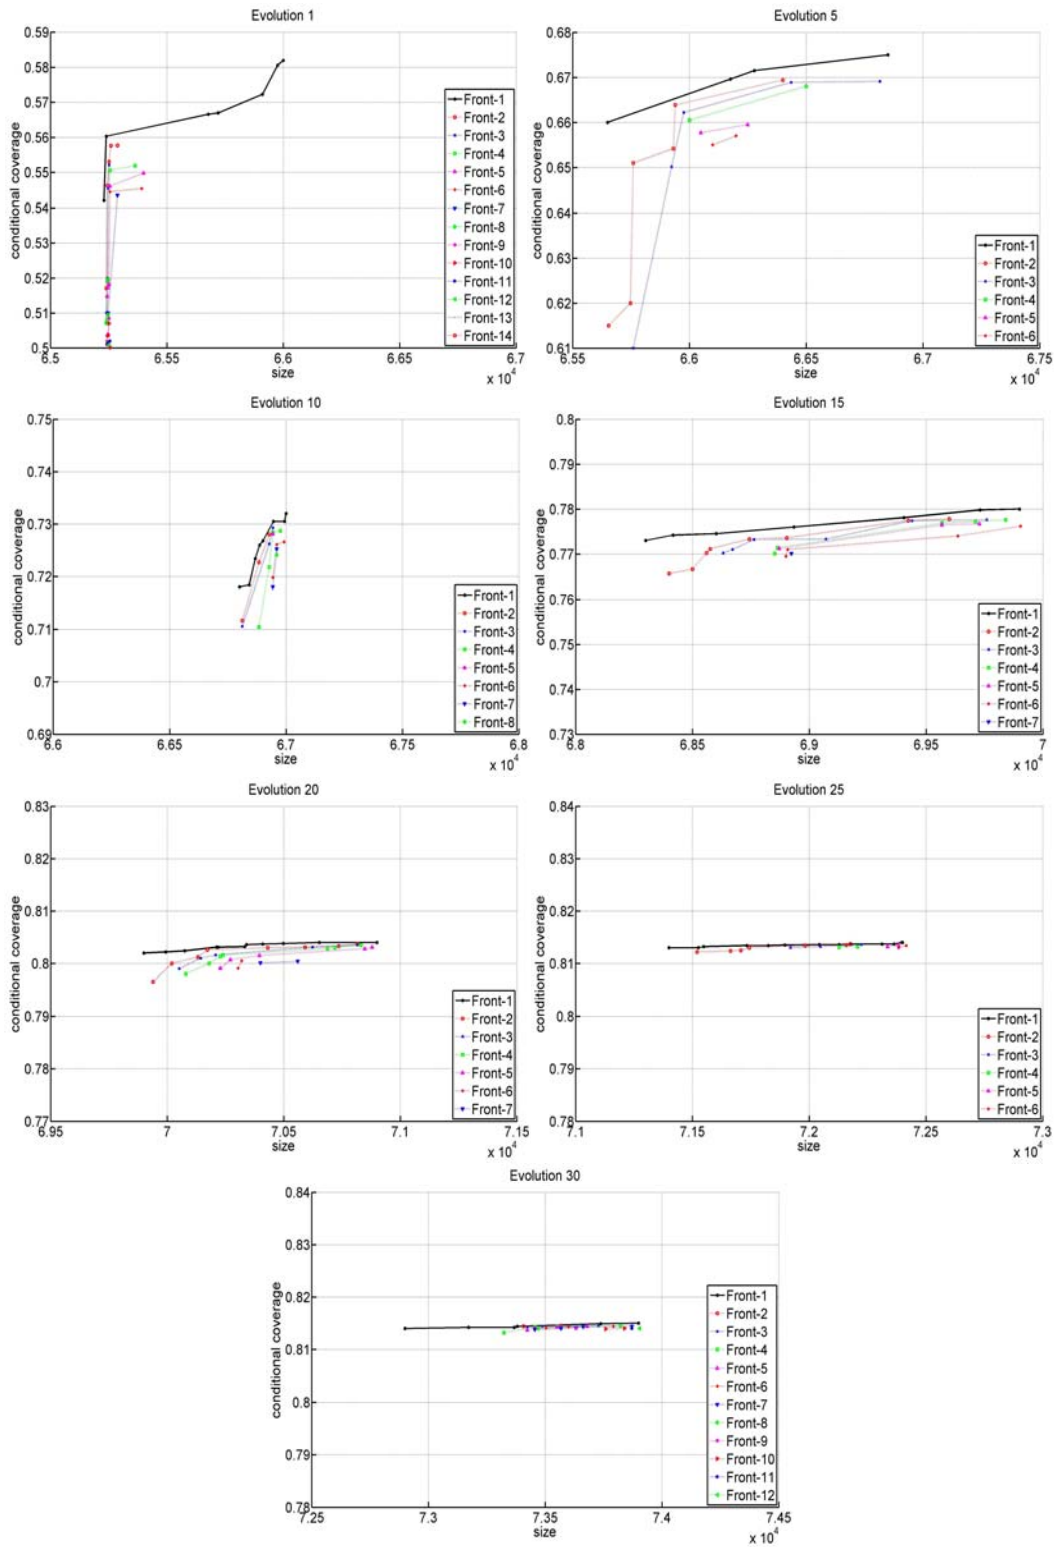 Evolution 1
0.59
0.58
0.57
0.56
0.55
0.54
0.53
0.52
0.51
0.5
conditional coverage
6.5
6.55
6.6
6.65
6.7
size
x 10^4
Front-1
Front-2
Front-3
Front-4
Front-5
Front-6
Front-7
Front-8
Front-9
Front-10
Front-11
Front-12
Front-13
Front-14
Evolution 5
0.68
0.67
0.66
0.65
0.64
0.63
0.62
0.61
conditional coverage
6.55
6.6
6.65
6.7
6.75
size
x 10^4
Front-1
Front-2
Front-3
Front-4
Front-5
Front-6
Evolution 10
0.75
0.74
0.73
0.72
0.71
0.7
0.69
conditional coverage
6.6
6.65
6.7
6.75
6.8
size
x 10^4
Front-1
Front-2
Front-3
Front-4
Front-5
Front-6
Front-7
Front-8
Evolution 15
0.8
0.79
0.78
0.77
0.76
0.75
0.74
0.73
conditional coverage
6.8
6.85
6.9
6.95
7
size
x 10^4
Front-1
Front-2
Front-3
Front-4
Front-5
Front-6
Front-7
Evolution 20
0.83
0.82
0.81
0.8
0.79
0.78
0.77
conditional coverage
6.95
7
7.05
7.1
7.15
size
x 10^4
Front-1
Front-2
Front-3
Front-4
Front-5
Front-6
Front-7
Evolution 25
0.84
0.83
0.82
0.81
0.8
0.79
0.78
conditional coverage
7.1
7.15
7.2
7.25
7.3
size
x 10^4
Front-1
Front-2
Front-3
Front-4
Front-5
Front-6
Evolution 30
0.84
0.83
0.82
0.81
0.8
0.79
0.78
conditional coverage
7.25
7.3
7.35
7.4
7.45
size
x 10^4
Front-1
Front-2
Front-3
Front-4
Front-5
Front-6
Front-7
Front-8
Front-9
Front-10
Front-11
Front-12